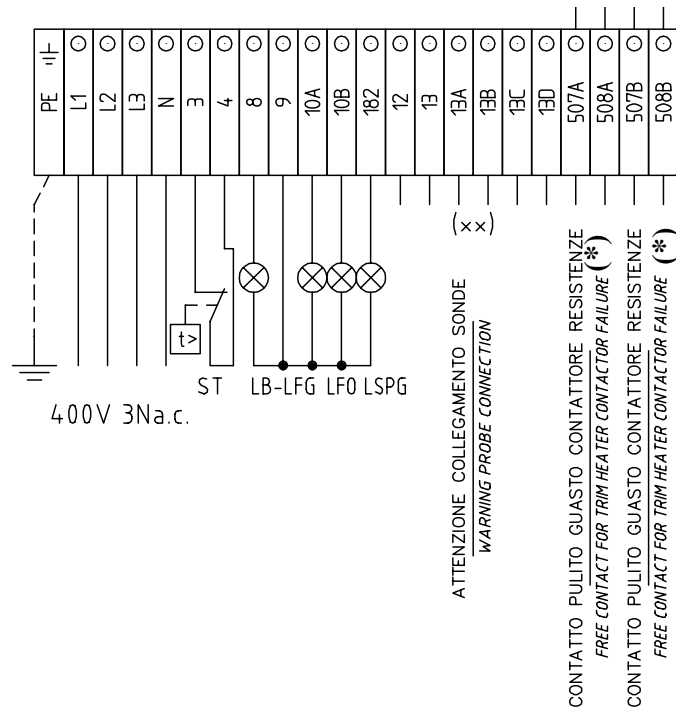 PE L1 L2 L3 N 3 4 8 9 10A 10B 182 12 13 13A 13B 13C 13D 507A 508A 507B 508B
(xx)
t>
ST LB-LFG LFO LSPG
400V 3Na.c.
ATTENZIONE COLLEGAMENTO SONDE
WARNING PROBE CONNECTION
CONTATTO PULITO GUASTO CONTATTORE RESISTENZE
FREE CONTACT FOR TRIM HEATER CONTACTOR FAILURE (*)
CONTATTO PULITO GUASTO CONTATTORE RESISTENZE
FREE CONTACT FOR TRIM HEATER CONTACTOR FAILURE (*)